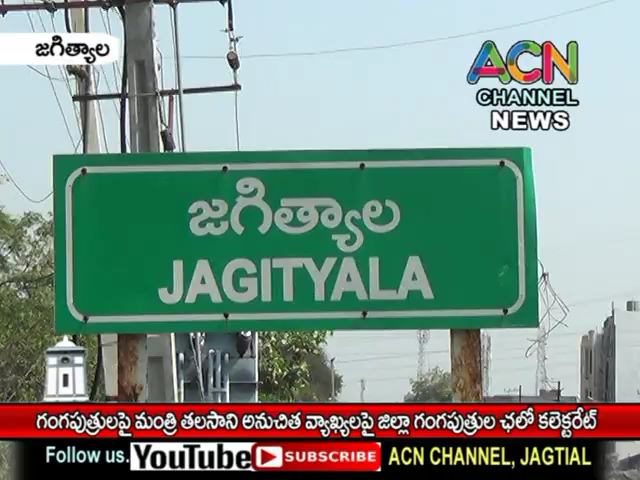 జగిత్యాల
ACN
CHANNEL
NEWS
జగిత్యాల
JAGITYALA
గంగపుత్రులపై మంత్రి తలసాని అనుచిత వ్యాఖ్యలపై జిల్లా గంగపుత్రుల ఛలో కలెక్టరేట్
Follow us. YouTube SUBSCRIBE ACN CHANNEL, JAGTIAL